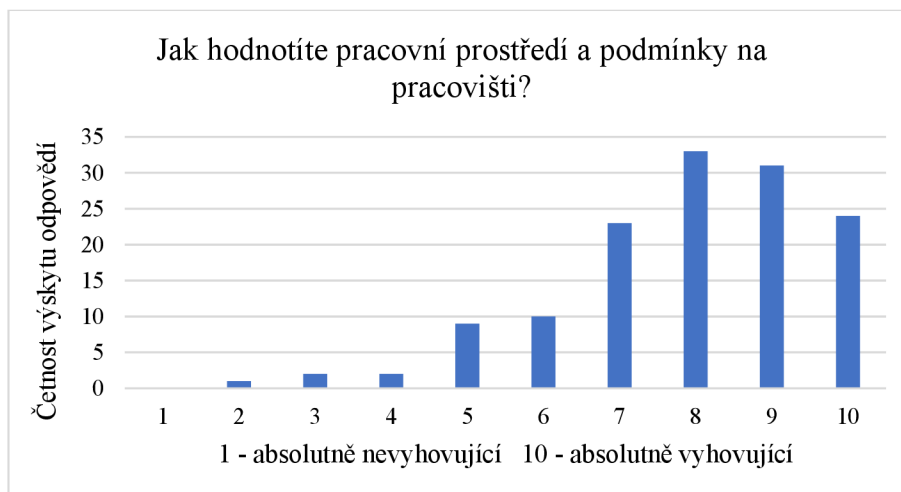 Jak hodnotíte pracovní prostředí a podmínky na
pracovišti?
Četnost výskytu odpovědí
35
30
25
20
15
10
5
0
1 2 3 4 5 6 7 8 9 10
1 - absolutně nevyhovující 10 - absolutně vyhovující